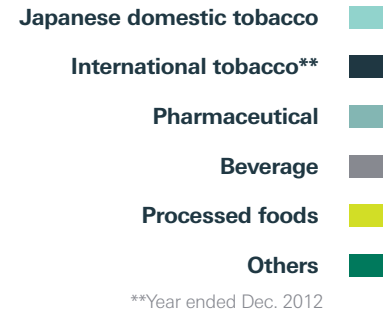 Japanese domestic tobacco
International tobacco**
Pharmaceutical
Beverage
Processed foods
Others
**Year ended Dec. 2012